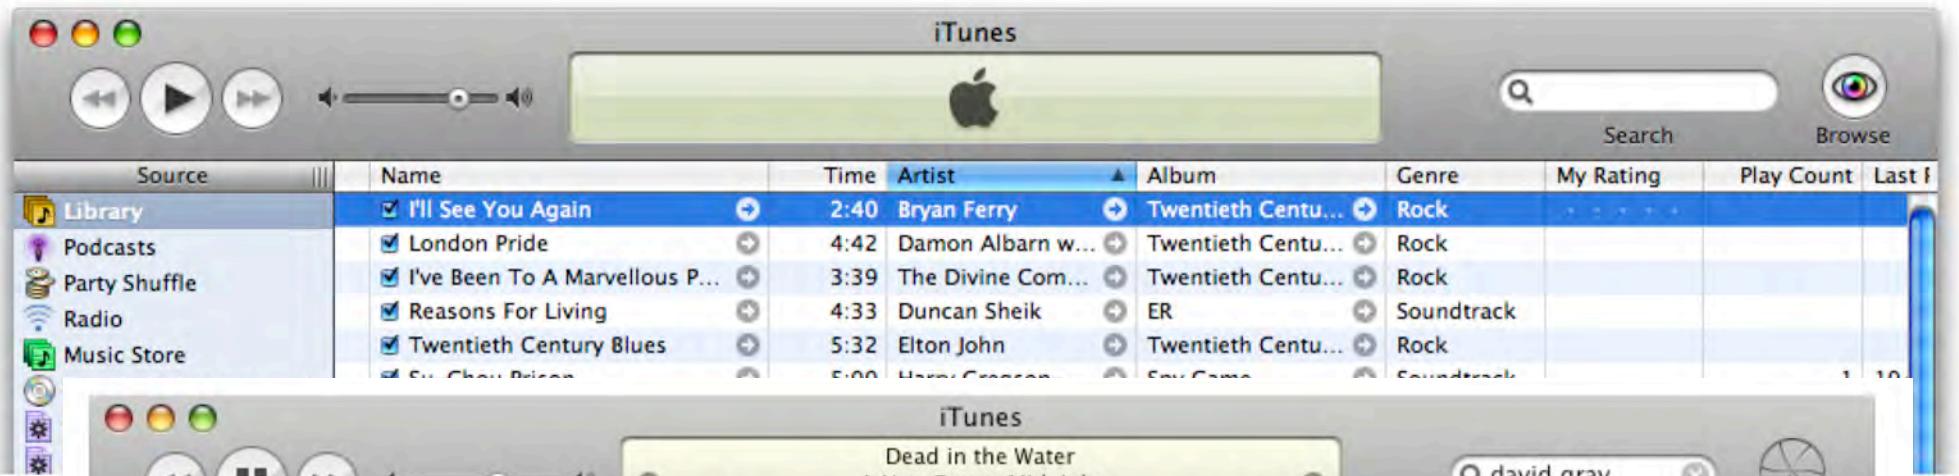 iTunes
Search
Browse
Source Name Time Artist Album Genre My Rating Play Count Last
Library I'll See You Again 2:40 Bryan Ferry Twentieth Centu... Rock
Podcasts London Pride 4:42 Damon Albarn w... Twentieth Centu... Rock
Party Shuffle I've Been To A Marvellous P... 3:39 The Divine Com... Twentieth Centu... Rock
Radio Reasons For Living 4:33 Duncan Sheik ER Soundtrack
Music Store Twentieth Century Blues 5:32 Elton John Twentieth Centu... Rock
iTunes
Dead in the Water
david gray